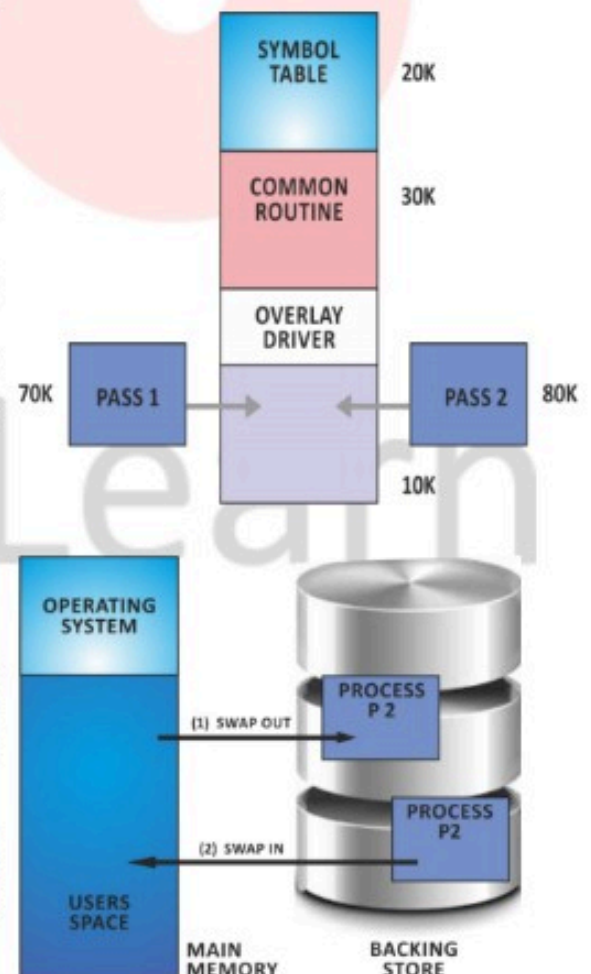 SYMBOL
TABLE
20K
COMMON
ROUTINE
30K
OVERLAY
DRIVER
70K
PASS 1
PASS 2
80K
10K
Learn
OPERATING
SYSTEM
PROCESS
P 2
(1) SWAP OUT
PROCESS
P2
(2) SWAP IN
USERS
SPACE
MAIN
MEMORY
BACKING
STORE